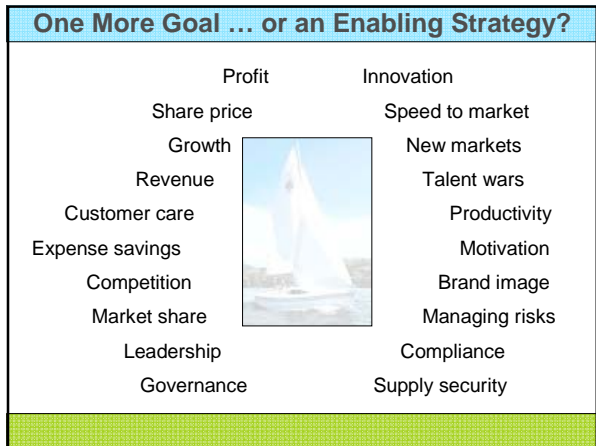 One More Goal … or an Enabling Strategy?
Profit Innovation
Share price Speed to market
Growth New markets
Revenue Talent wars
Customer care Productivity
Expense savings Motivation
Competition Brand image
Market share Managing risks
Leadership Compliance
Governance Supply security